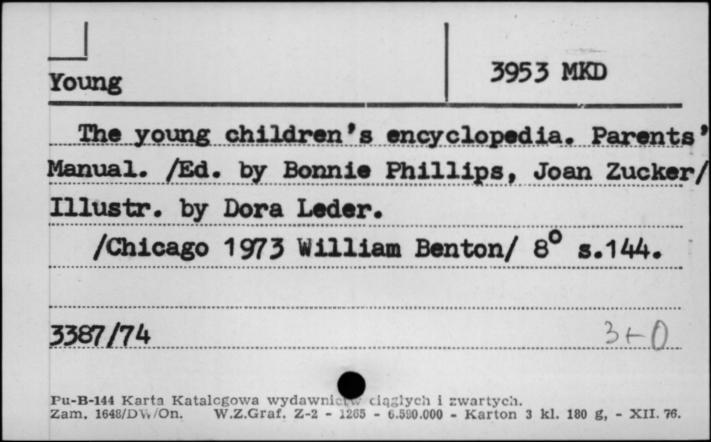 Young
3953 MKD
The young children's encyclopedia. Parents'
Manual. /Ed. by Bonnie Phillips, Joan Zucker/
Illustr. by Dora Leder.
/Chicago 1973 William Benton/ 8° s.144.
3387/74
Pu-B-144 Karta Katalogowa wydawnictw ciągłych i zwartych.
Zam. 1648/DW/On. W.Z.Graf. Z-2 - 1265 - 6.590.000 - Karton 3 kl. 180 g, - XII. 76.